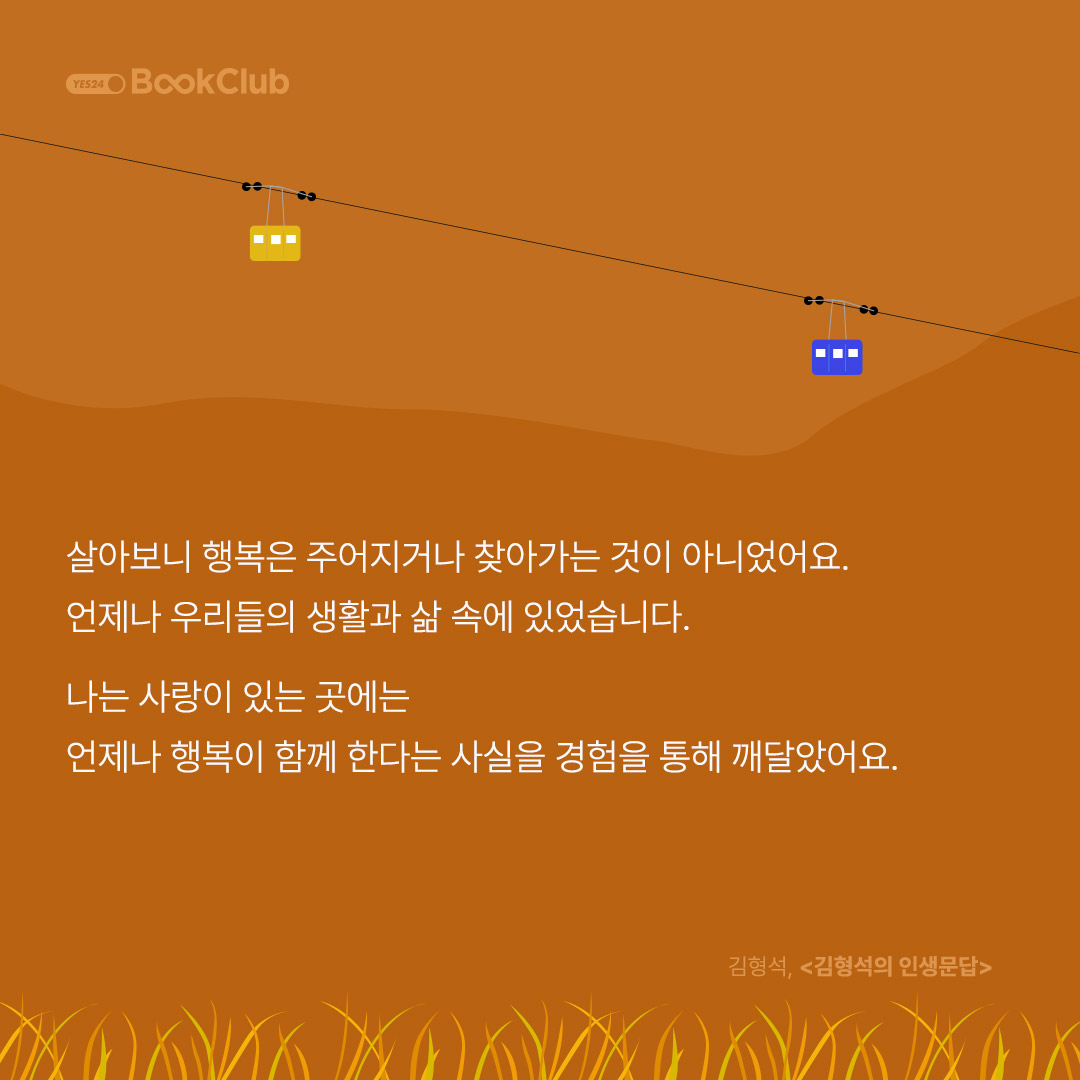 YES24 BookClub
살아보니 행복은 주어지거나 찾아가는 것이 아니었어요.
언제나 우리들의 생활과 삶 속에 있었습니다.
나는 사랑이 있는 곳에는
언제나 행복이 함께 한다는 사실을 경험을 통해 깨달았어요.
김형석, <김형석의 인생문답>